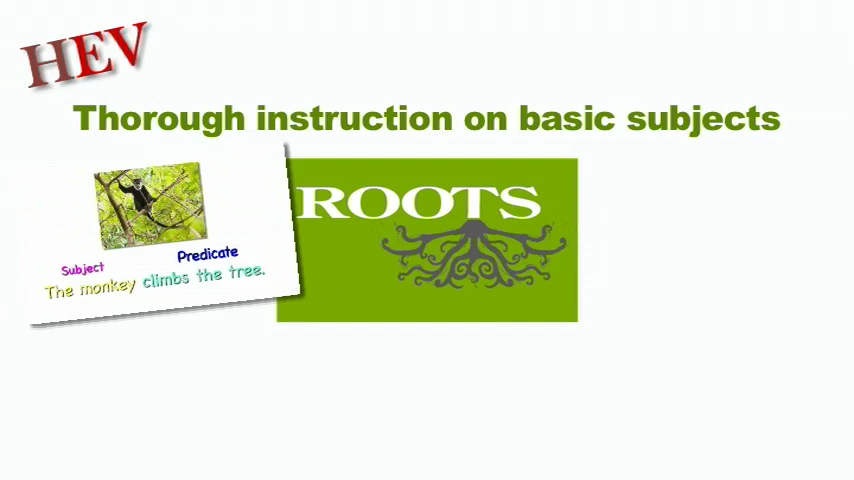 HEV
Thorough instruction on basic subjects
ROOTS
Subject
Predicate
The monkey climbs the tree.